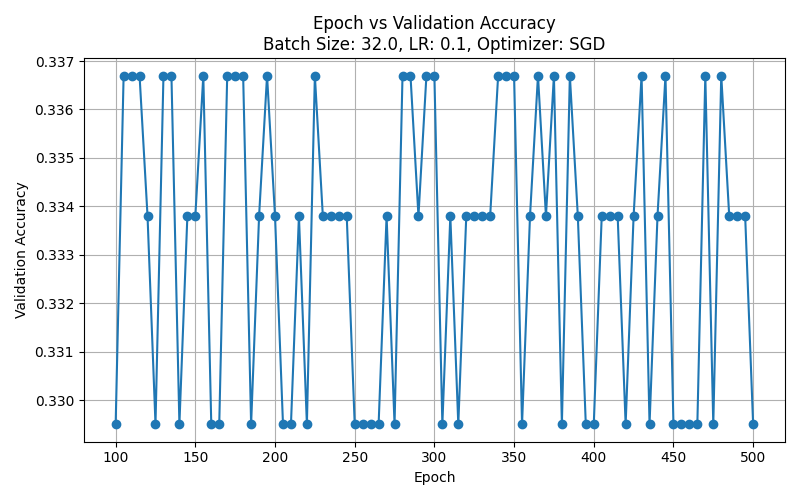 Epoch vs Validation Accuracy
Batch Size: 32.0, LR: 0.1, Optimizer: SGD
Validation Accuracy
0.337
0.336
0.335
0.334
0.333
0.332
0.331
0.330
100 150 200 250 300 350 400 450 500
Epoch